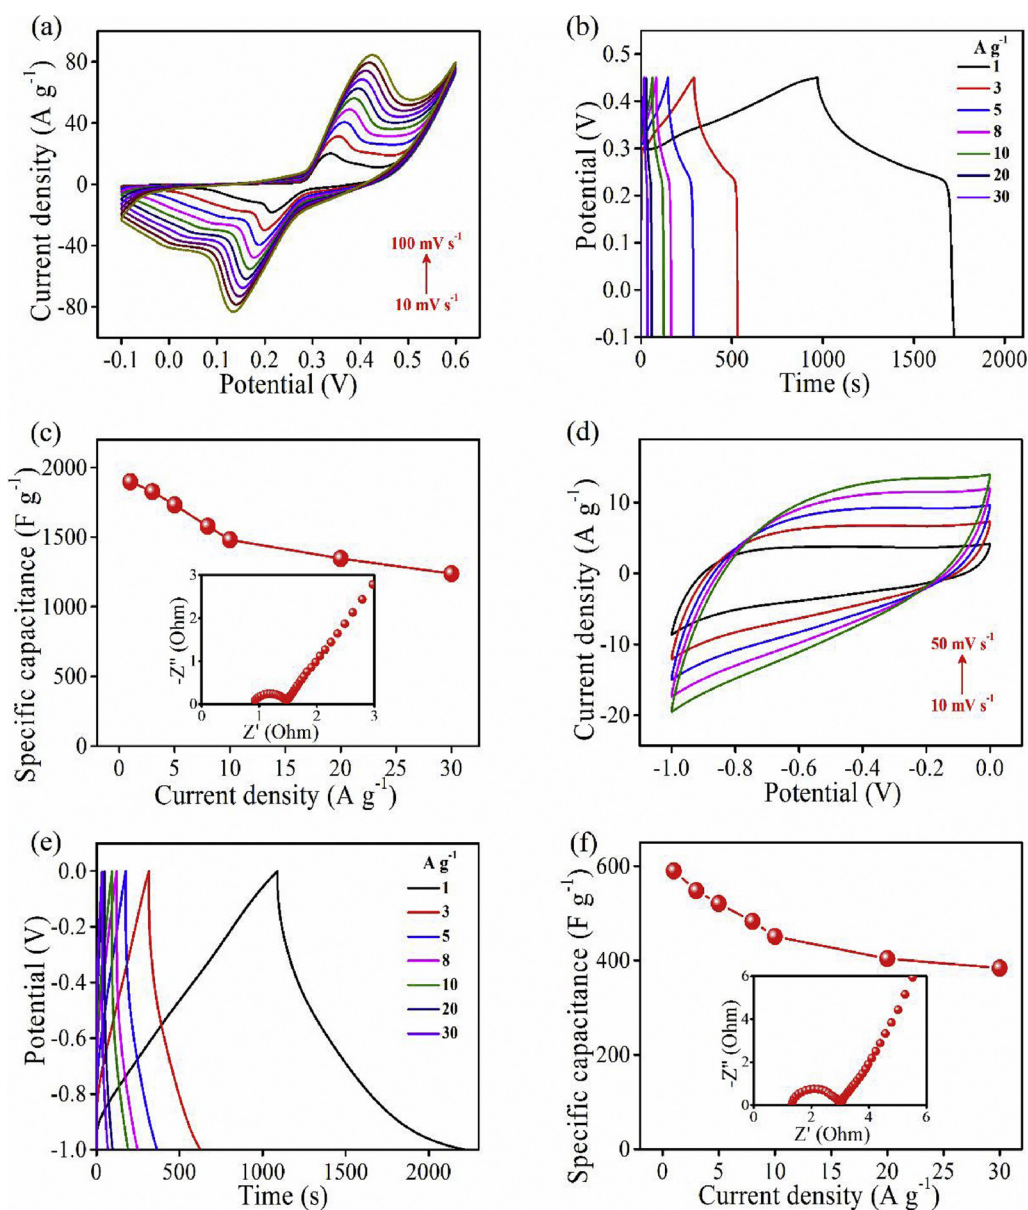 (a)
80
40
0
-40
-80
Current density (A g⁻¹)
100 mV s⁻¹
10 mV s⁻¹
-0.1 0.0 0.1 0.2 0.3 0.4 0.5 0.6
Potential (V)
(b)
A g⁻¹
1
3
5
8
10
20
30
0.5
0.4
0.3
0.2
0.1
0.0
-0.1
Potential (V)
0 500 1000 1500 2000
Time (s)
(c)
2000
1500
1000
500
0
Specific capacitance (F g⁻¹)
3
2
1
0
-Z" (Ohm)
0 1 2 3
Z' (Ohm)
0 5 10 15 20 25 30
Current density (A g⁻¹)
(d)
10
0
-10
-20
Current density (A g⁻¹)
50 mV s⁻¹
10 mV s⁻¹
-1.0 -0.8 -0.6 -0.4 -0.2 0.0
Potential (V)
(e)
A g⁻¹
1
3
5
8
10
20
30
0.0
-0.2
-0.4
-0.6
-0.8
-1.0
Potential (V)
0 500 1000 1500 2000
Time (s)
(f)
600
400
200
0
Specific capacitance (F g⁻¹)
6
4
2
0
-Z" (Ohm)
0 2 4 6
Z' (Ohm)
0 5 10 15 20 25 30
Current density (A g⁻¹)